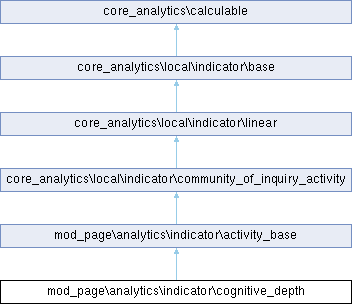 core_analytics\calculable
core_analytics\local\indicator\base
core_analytics\local\indicator\linear
core_analytics\local\indicator\community_of_inquiry_activity
mod_page\analytics\indicator\activity_base
mod_page\analytics\indicator\cognitive_depth